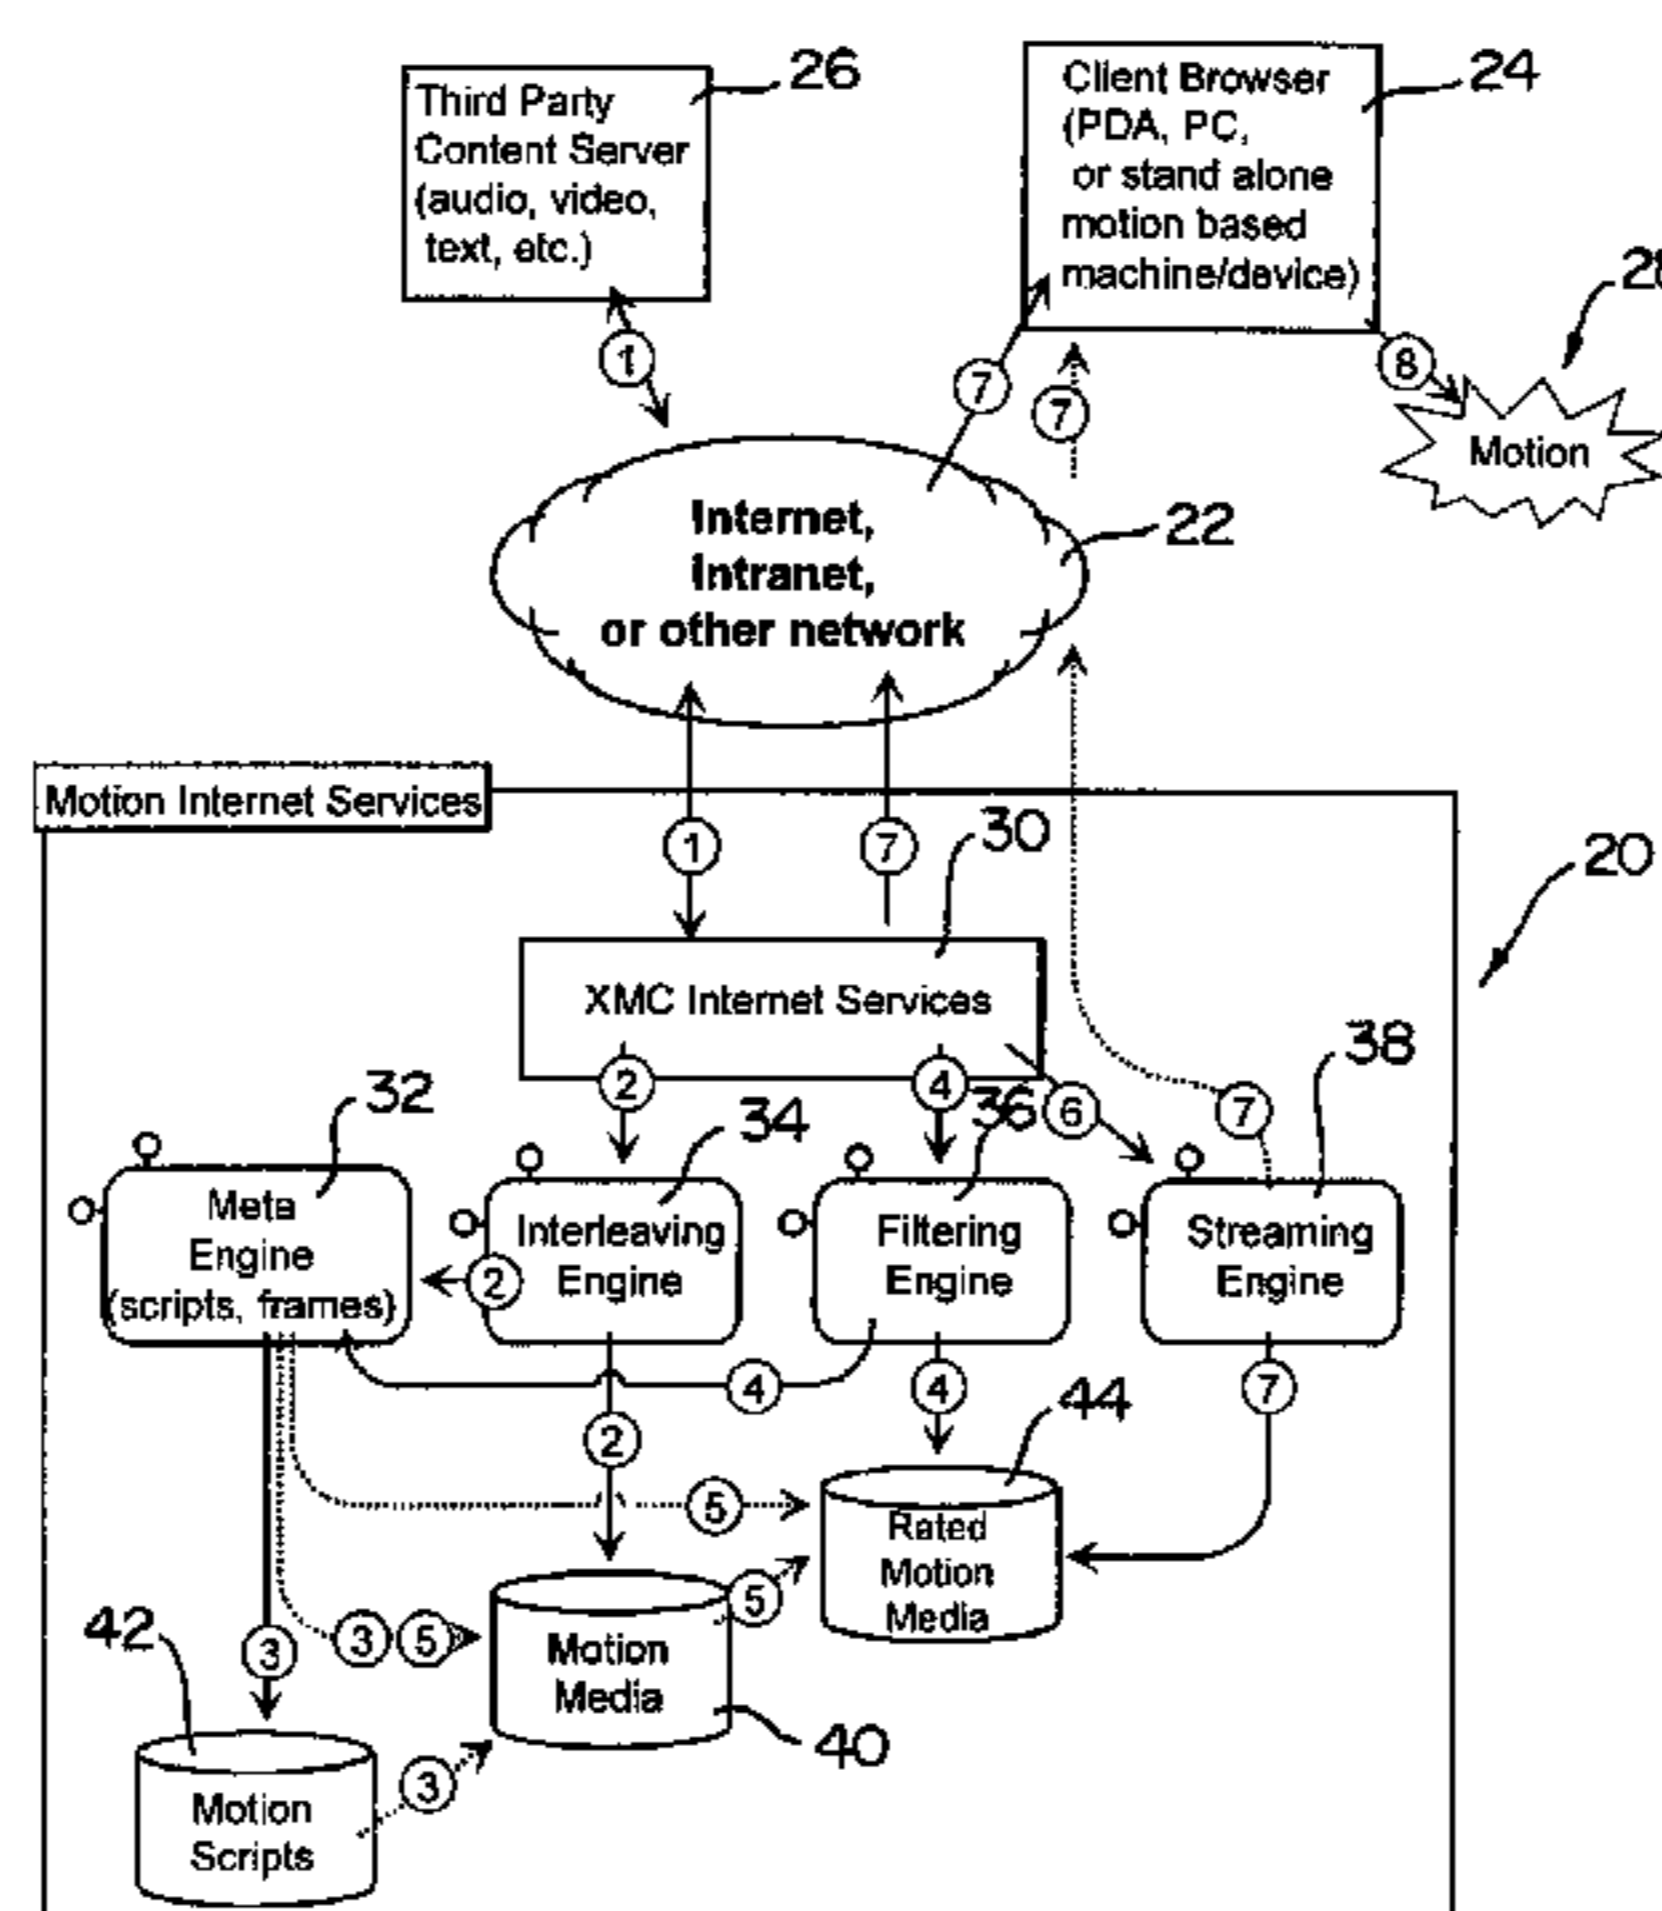 26
Third Party
Content Server
(audio, video,
text, etc.)
24
Client Browser
(PDA, PC,
or stand alone
motion based
machine/device)
1
7
7
8
Motion
22
Internet,
Intranet,
or other network
Motion Internet Services
1
7
30
20
XMC Internet Services
2
4
6
7
38
32
34
36
Meta
Engine
(scripts, frames)
2
Interleaving
Engine
Filtering
Engine
Streaming
Engine
4
4
7
2
44
5
Rated
Motion
Media
5
42
3
3
5
Motion
Media
40
3
Motion
Scripts